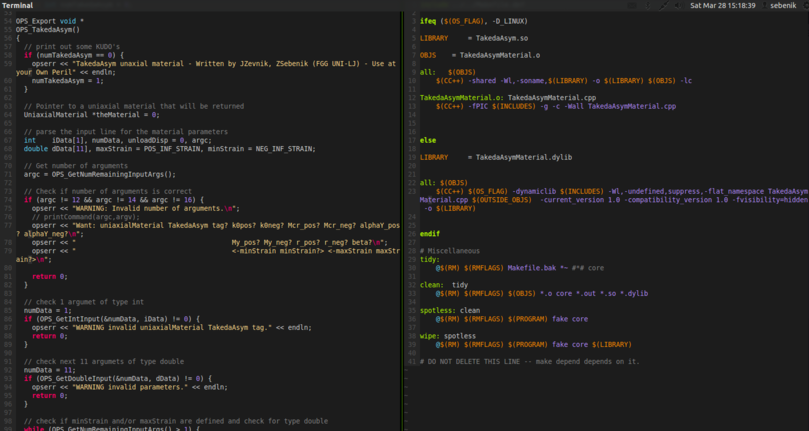 Terminal
Sat Mar 28 15:18:39
sebenik
54
55 OPS_Export void *
56 OPS_TakedaAsym()
{
57 // print out some KUDO's
58 if (numTakedaAsym == 0) {
59 opserr << "TakedaAsym unaxial material - Written by JZevnik, ZSebenik (FGG UNI-LJ) - Use at
your Own Peril" << endln;
60 numTakedaAsym = 1;
61 }
62
63 // Pointer to a uniaxial material that will be returned
64 UniaxialMaterial *theMaterial = 0;
65
66 // parse the input line for the material parameters
67 int iData[1], numData, unloadDisp = 0, argc;
68 double dData[11], maxStrain = POS_INF_STRAIN, minStrain = NEG_INF_STRAIN;
69
70 // Get number of arguments
71 argc = OPS_GetNumRemainingInputArgs();
72
73 // Check if number of arguments is correct
74 if (argc != 12 && argc != 14 && argc != 16) {
75 opserr << "WARNING: Invalid number of arguments.\n";
76 // printCommand(argc,argv);
77 opserr << "Want: uniaxialMaterial TakedaAsym tag? k0pos? k0neg? Mcr_pos? Mcr_neg? alphaY_pos
? alphaY_neg?\n";
78 opserr << " My_pos? My_neg? r_pos? r_neg? beta?\n";
79 opserr << " <-minStrain minStrain?> <-maxStrain maxStr
ain?>\n";
80
81 return 0;
82 }
83
84 // check 1 argumet of type int
85 numData = 1;
86 if (OPS_GetIntInput(&numData, iData) != 0) {
87 opserr << "WARNING invalid uniaxialMaterial TakedaAsym tag." << endln;
88 return 0;
89 }
90
91 // check next 11 argumets of type double
92 numData = 11;
93 if (OPS_GetDoubleInput(&numData, dData) != 0) {
94 opserr << "WARNING invalid parameters." << endln;
95 return 0;
96 }
97
98 // check if minStrain and/or maxStrain are defined and check for type double
99 while (OPS_GetNumRemainingInputArgs() > 1) {
2
3 ifeq ($(OS_FLAG), -D_LINUX)
4
5 LIBRARY = TakedaAsym.so
6
7 OBJS = TakedaAsymMaterial.o
8
9 all: $(OBJS)
10 $(CC++) -shared -Wl,-soname,$(LIBRARY) -o $(LIBRARY) $(OBJS) -lc
11
12 TakedaAsymMaterial.o: TakedaAsymMaterial.cpp
13 $(CC++) -fPIC $(INCLUDES) -g -c -Wall TakedaAsymMaterial.cpp
14
15
16
17 else
18
19 LIBRARY = TakedaAsymMaterial.dylib
20
21
22 all: $(OBJS)
23 $(CC++) $(OS_FLAG) -dynamiclib $(INCLUDES) -Wl,-undefined,suppress,-flat_namespace TakedaAsym
Material.cpp $(OUTSIDE_OBJS) -current_version 1.0 -compatibility_version 1.0 -fvisibility=hidden
-o $(LIBRARY)
24
25
26 endif
27
28 # Miscellaneous
29 tidy:
30 @$(RM) $(RMFLAGS) Makefile.bak *~ #*# core
31
32 clean: tidy
33 @$(RM) $(RMFLAGS) $(OBJS) *.o core *.out *.so *.dylib
34
35 spotless: clean
36 @$(RM) $(RMFLAGS) $(PROGRAM) fake core
37
38 wipe: spotless
39 @$(RM) $(RMFLAGS) $(PROGRAM) fake core $(LIBRARY)
40
41 # DO NOT DELETE THIS LINE -- make depend depends on it.
~
~
~
~
~
~
~